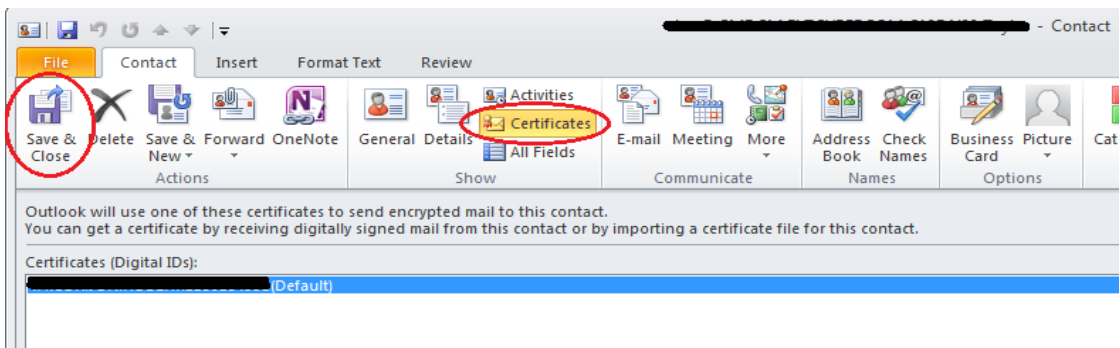 - Contact
File Contact Insert Format Text Review
Save & Close Delete Save & New Forward OneNote General Details Activities Certificates All Fields E-mail Meeting More Address Book Check Names Business Card Picture
Actions Show Communicate Names Options
Outlook will use one of these certificates to send encrypted mail to this contact.
You can get a certificate by receiving digitally signed mail from this contact or by importing a certificate file for this contact.
Certificates (Digital IDs):
(Default)